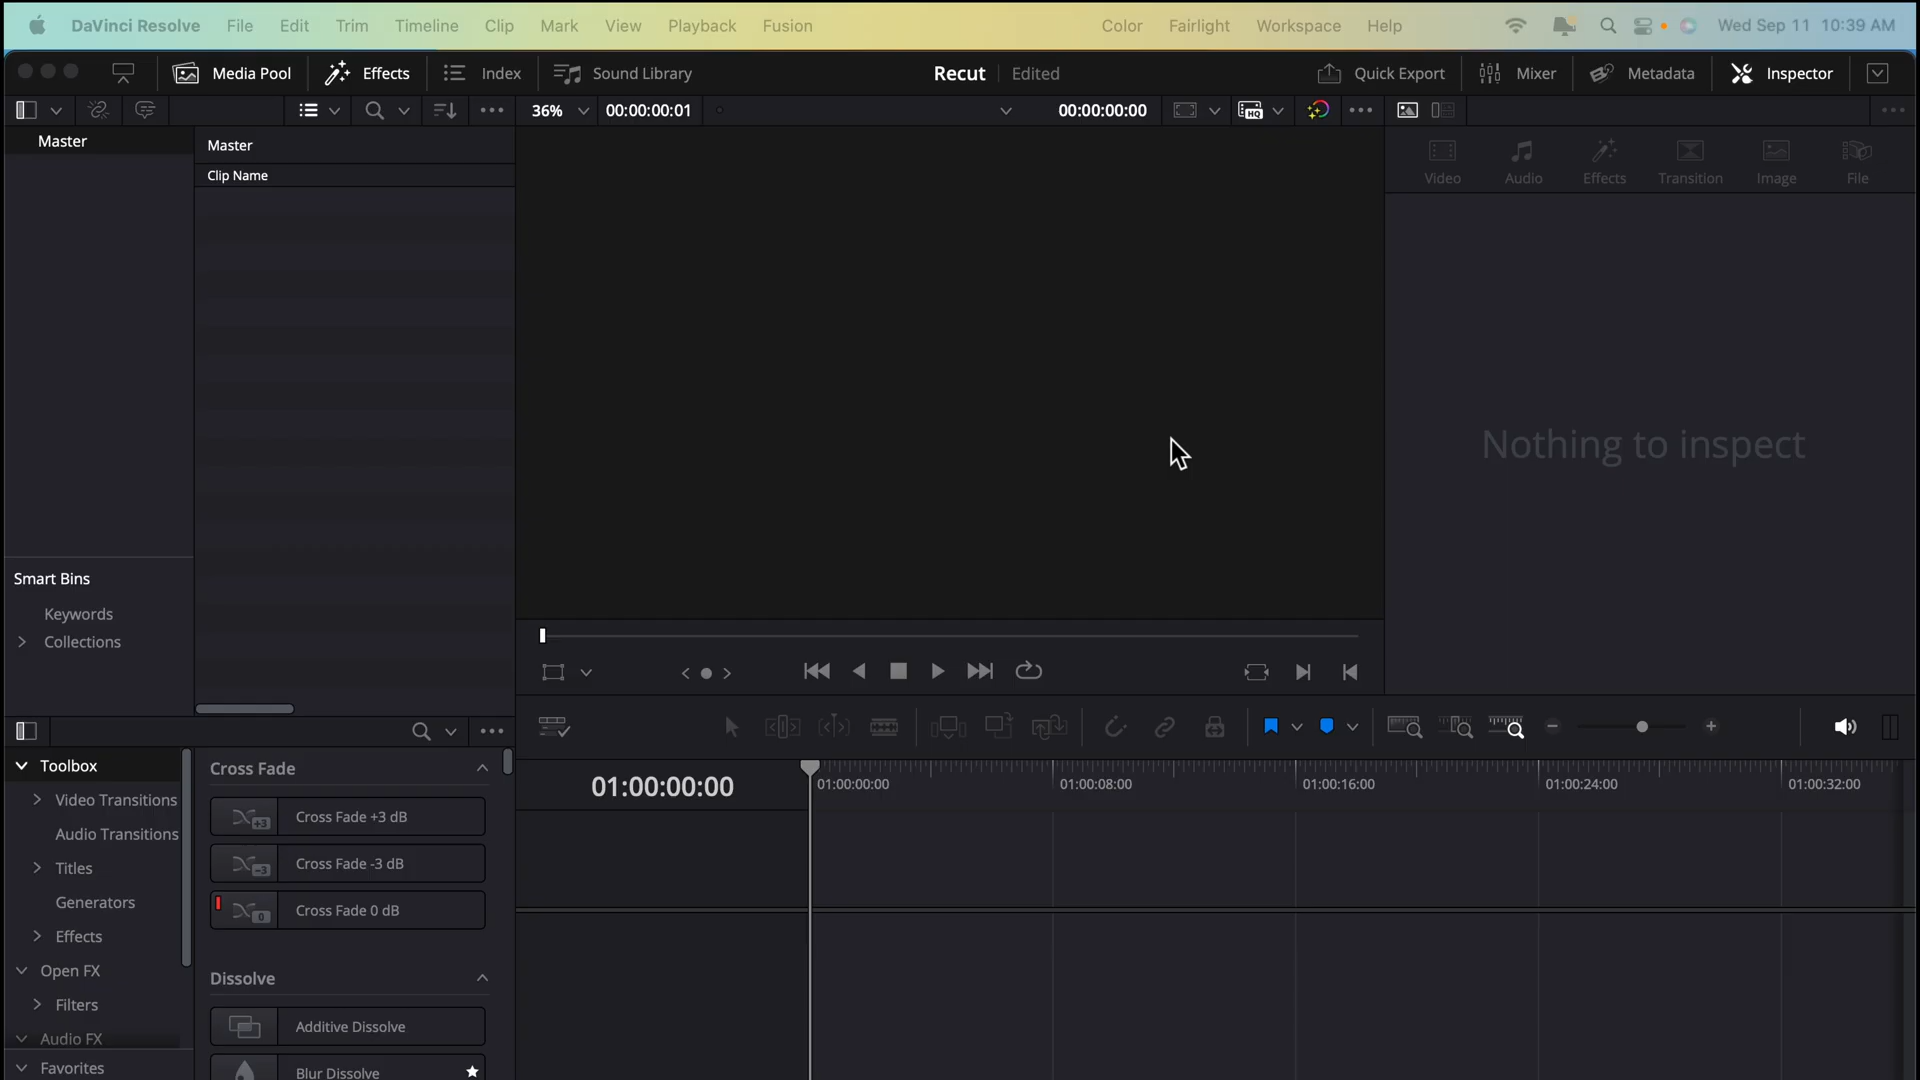 DaVinci Resolve File Edit Trim Timeline Clip Mark View Playback Fusion Color Fairlight Workspace Help Wed Sep 11 10:39 AM
Media Pool Effects Index Sound Library Recut Edited Quick Export Mixer Metadata Inspector
36% 00:00:00:01 00:00:00:00 HQ
Master
Master
Clip Name
Video Audio Effects Transition Image File
Nothing to inspect
Smart Bins
Keywords
Collections
Toolbox
Video Transitions
Audio Transitions
Titles
Generators
Effects
Open FX
Filters
Audio FX
Favorites
Cross Fade
+3 Cross Fade +3 dB
-3 Cross Fade -3 dB
0 Cross Fade 0 dB
Dissolve
Additive Dissolve
Blur Dissolve
01:00:00:00 01:00:00:00 01:00:08:00 01:00:16:00 01:00:24:00 01:00:32:00